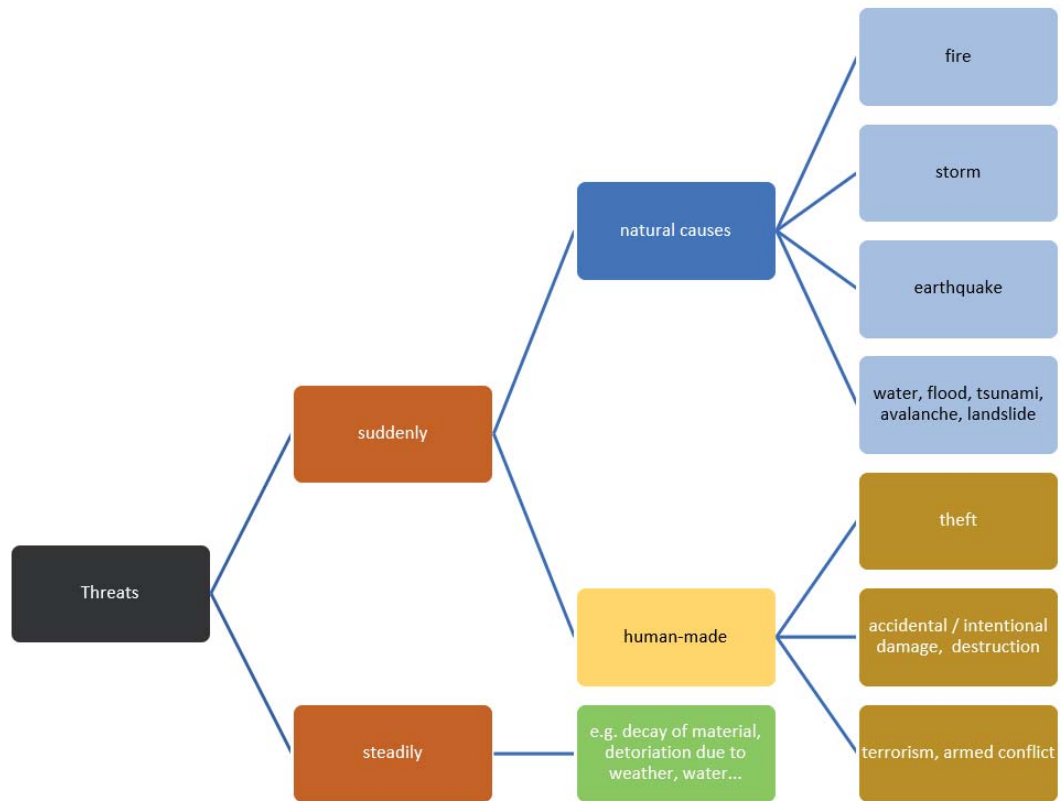 fire
storm
natural causes
earthquake
water, flood, tsunami,
avalanche, landslide
suddenly
theft
Threats
accidental / intentional
damage,  destruction
human-made
steadily
e.g. decay of material,
detoriation due to
weather, water...
terrorism, armed conflict